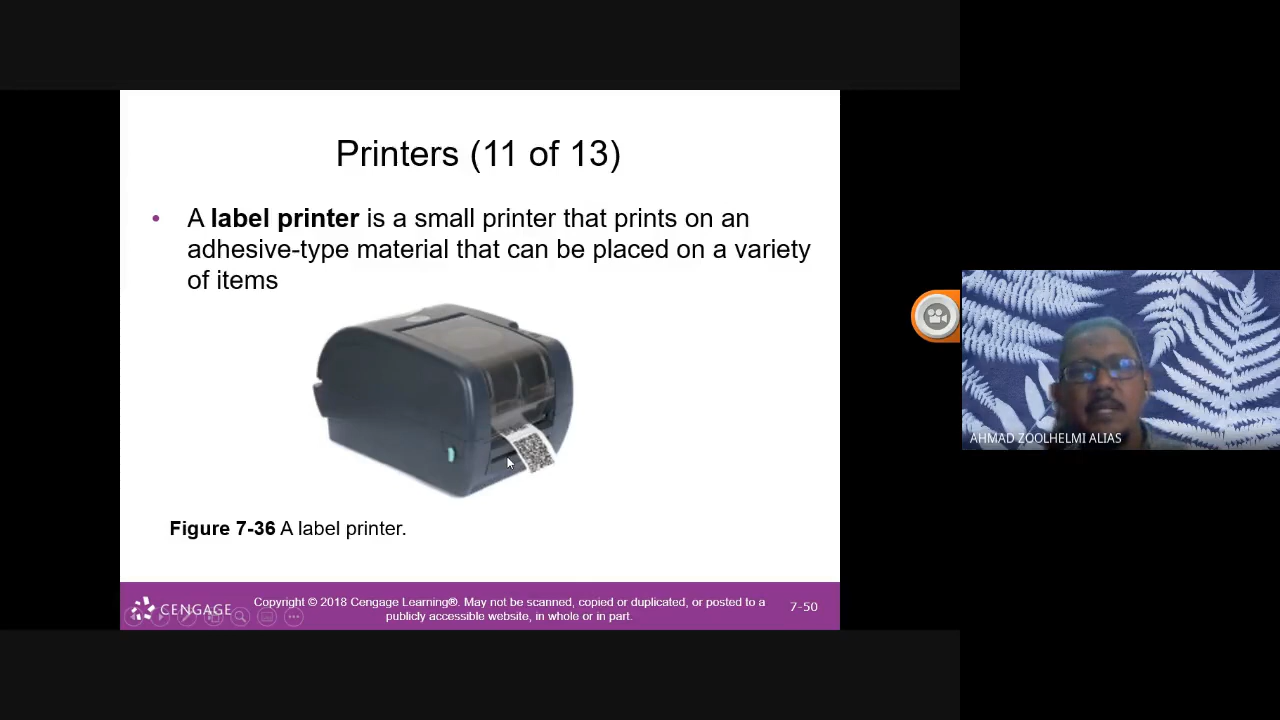 Printers (11 of 13)
• A label printer is a small printer that prints on an
adhesive-type material that can be placed on a variety
of items
Figure 7-36 A label printer.
CENGAGE
Copyright © 2018 Cengage Learning®. May not be scanned, copied or duplicated, or posted to a
publicly accessible website, in whole or in part.
7-50
AHMAD ZOOLHELMI ALIAS